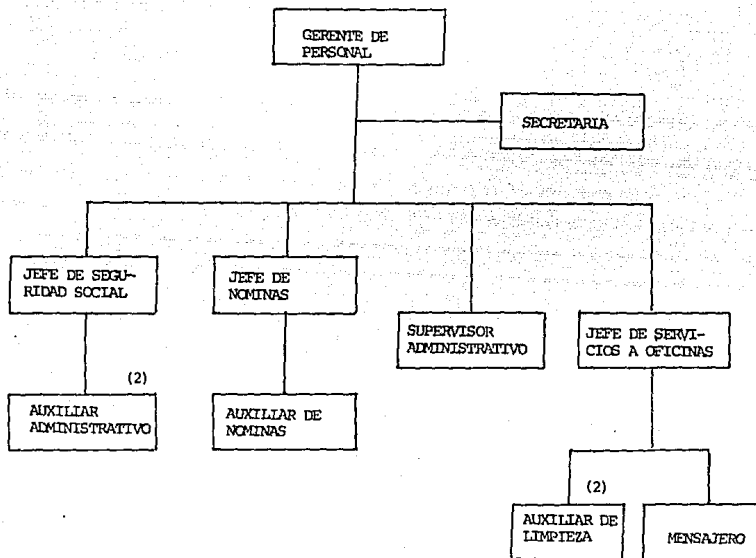 GERENTE DE
PERSONAL
SECRETARIA
JEFE DE SEGU-
RIDAD SOCIAL
JEFE DE
NOMINAS
SUPERVISOR
ADMINISTRATIVO
JEFE DE SERVI-
CIOS A OFICINAS
(2)
AUXILIAR
ADMINISTRATIVO
AUXILIAR DE
NOMINAS
(2)
AUXILIAR DE
LIMPIEZA
MENSAJERO